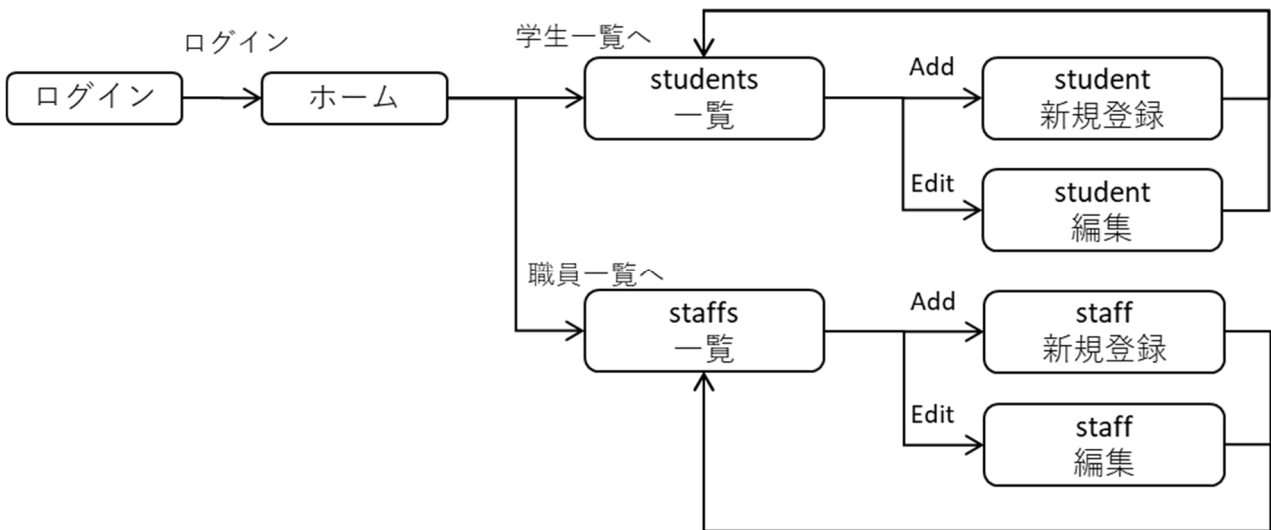 ログイン
ログイン
ホーム
学生一覧へ
students
一覧
Add
student
新規登録
Edit
student
編集
職員一覧へ
staffs
一覧
Add
staff
新規登録
Edit
staff
編集